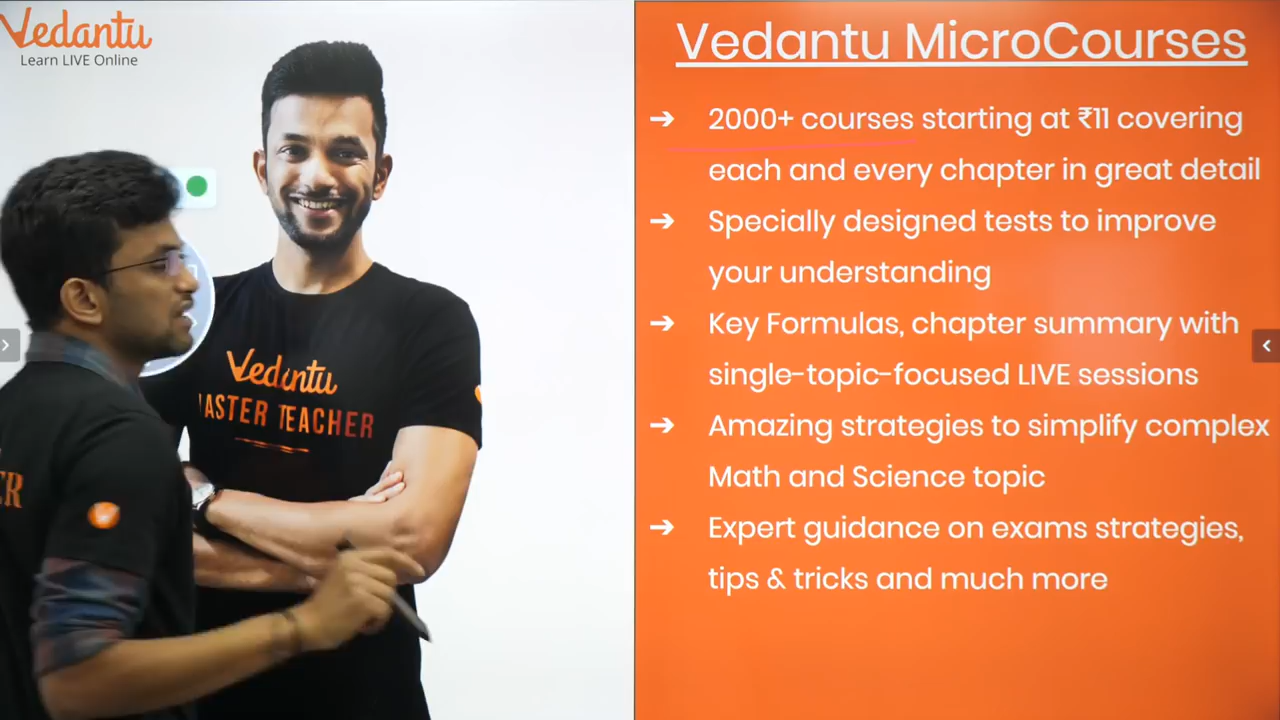 Vedantu
Learn LIVE Online
Vedantu MicroCourses
➔ 2000+ courses starting at ₹11 covering
each and every chapter in great detail
➔ Specially designed tests to improve
your understanding
➔ Key Formulas, chapter summary with
single-topic-focused LIVE sessions
➔ Amazing strategies to simplify complex
Math and Science topic
➔ Expert guidance on exams strategies,
tips & tricks and much more
Vedantu
ASTER TEACHER
ER